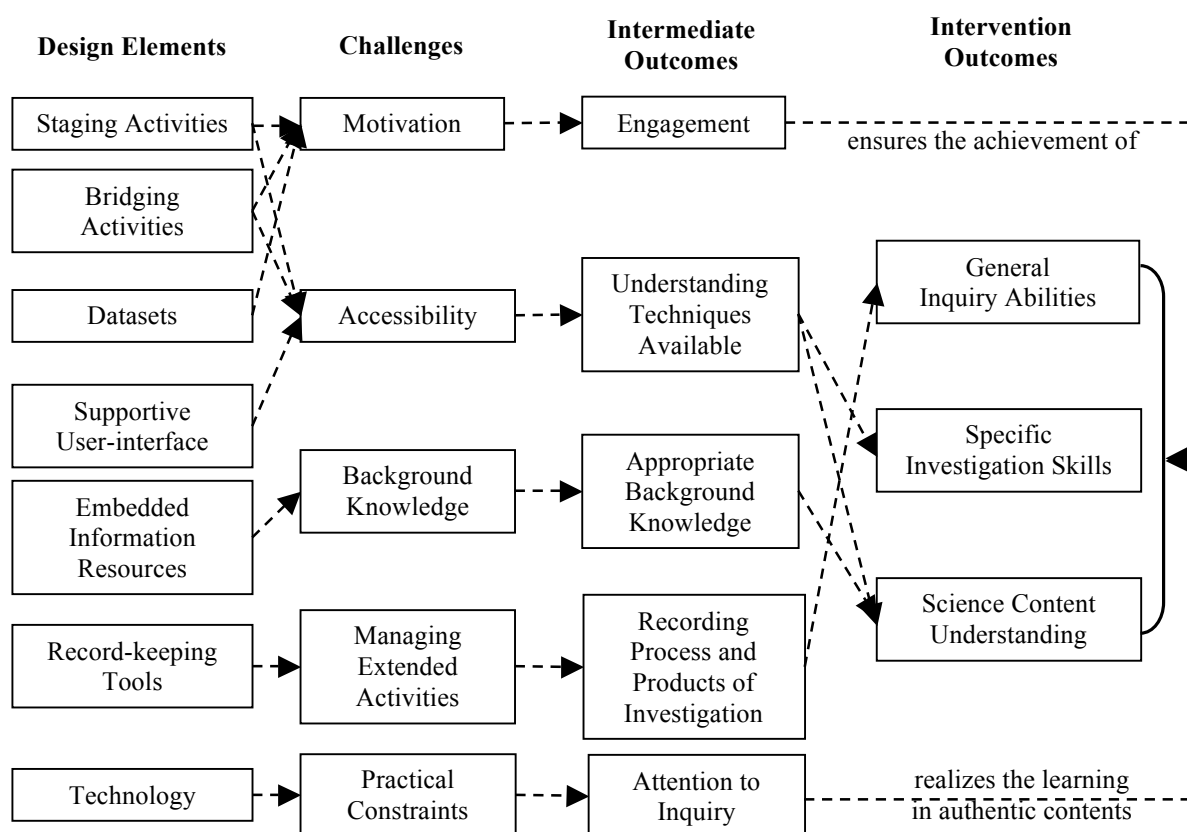 Design Elements
Challenges
Intermediate
Outcomes
Intervention
Outcomes
Staging Activities
Motivation
Engagement
ensures the achievement of
Bridging
Activities
Datasets
Accessibility
Understanding
Techniques
Available
General
Inquiry Abilities
Supportive
User-interface
Background
Knowledge
Appropriate
Background
Knowledge
Specific
Investigation Skills
Embedded
Information
Resources
Science Content
Understanding
Record-keeping
Tools
Managing
Extended
Activities
Recording
Process and
Products of
Investigation
Technology
Practical
Constraints
Attention to
Inquiry
realizes the learning
in authentic contents